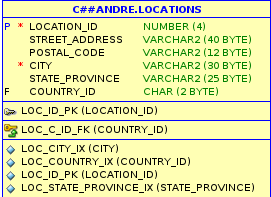 C##ANDRE.LOCATIONS
P * LOCATION_ID NUMBER (4)
STREET_ADDRESS VARCHAR2 (40 BYTE)
POSTAL_CODE VARCHAR2 (12 BYTE)
* CITY VARCHAR2 (30 BYTE)
STATE_PROVINCE VARCHAR2 (25 BYTE)
F COUNTRY_ID CHAR (2 BYTE)
LOC_ID_PK (LOCATION_ID)
LOC_C_ID_FK (COUNTRY_ID)
LOC_CITY_IX (CITY)
LOC_COUNTRY_IX (COUNTRY_ID)
LOC_ID_PK (LOCATION_ID)
LOC_STATE_PROVINCE_IX (STATE_PROVINCE)